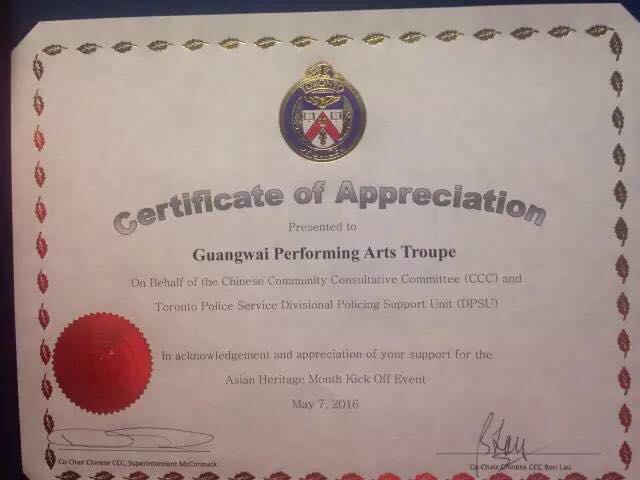 TORONTO
POLICE
Certificate of Appreciation
Presented to
Guangwai Performing Arts Troupe
On Behalf of the Chinese Community Consultative Committee (CCC) and
Toronto Police Service Divisional Policing Support Unit (DPSU)
In acknowledgement and appreciation of your support for the
Asian Heritage Month Kick Off Event
May 7, 2016
Co-Chair Chinese CCC, Superintendent McCormack
Co-Chair Chinese CCC Ben Lau